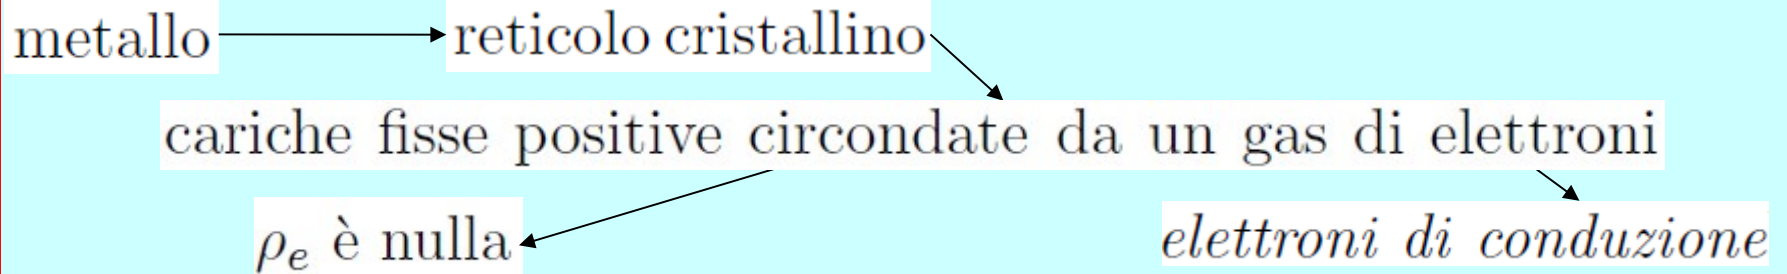 metallo reticolo cristallino
cariche fisse positive circondate da un gas di elettroni
ρₑ è nulla elettroni di conduzione